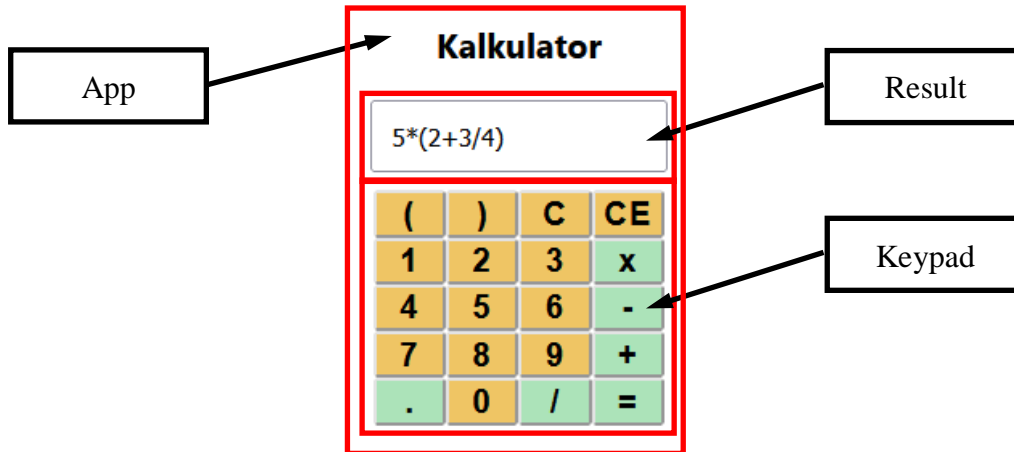 Kalkulator
App
Result
5*(2+3/4)
( ) C CE
1 2 3 x
Keypad
4 5 6 -
7 8 9 +
. 0 / =